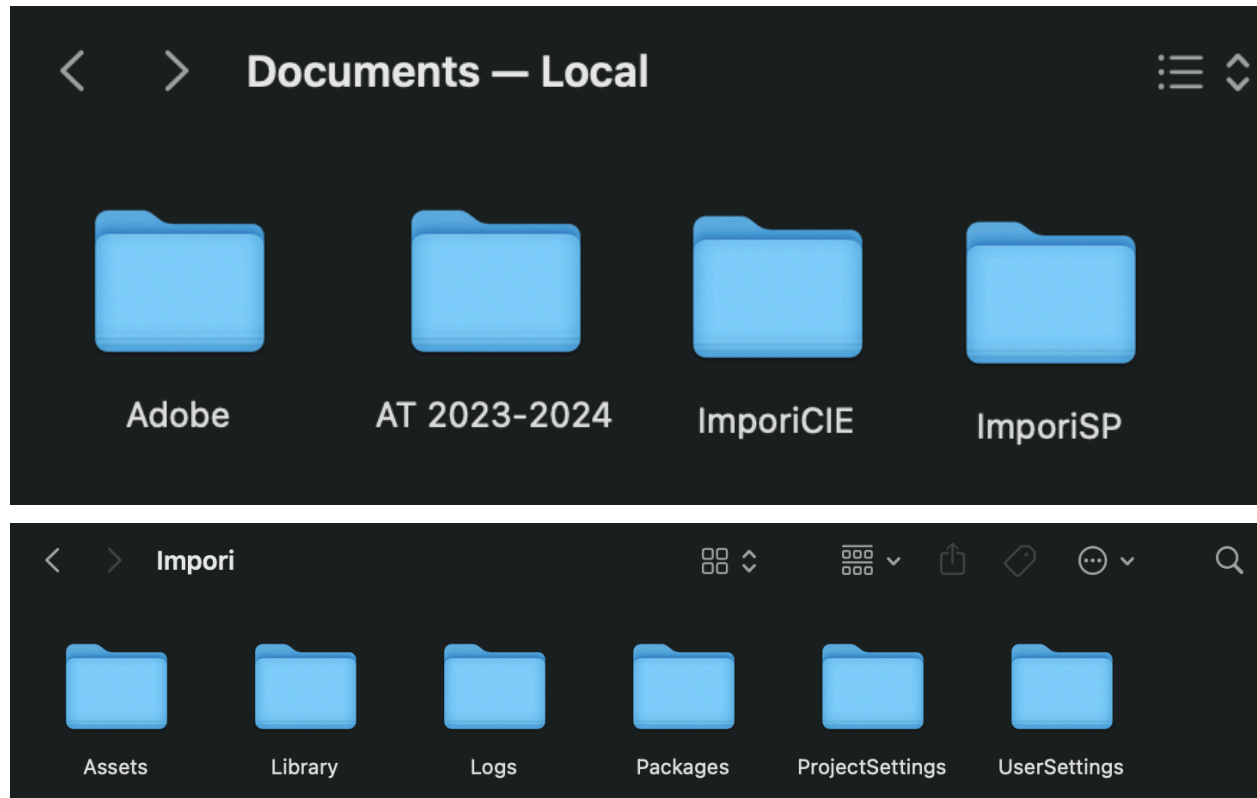 Documents — Local
Adobe
AT 2023-2024
ImporiCIE
ImporiSP
Impori
Assets
Library
Logs
Packages
ProjectSettings
UserSettings